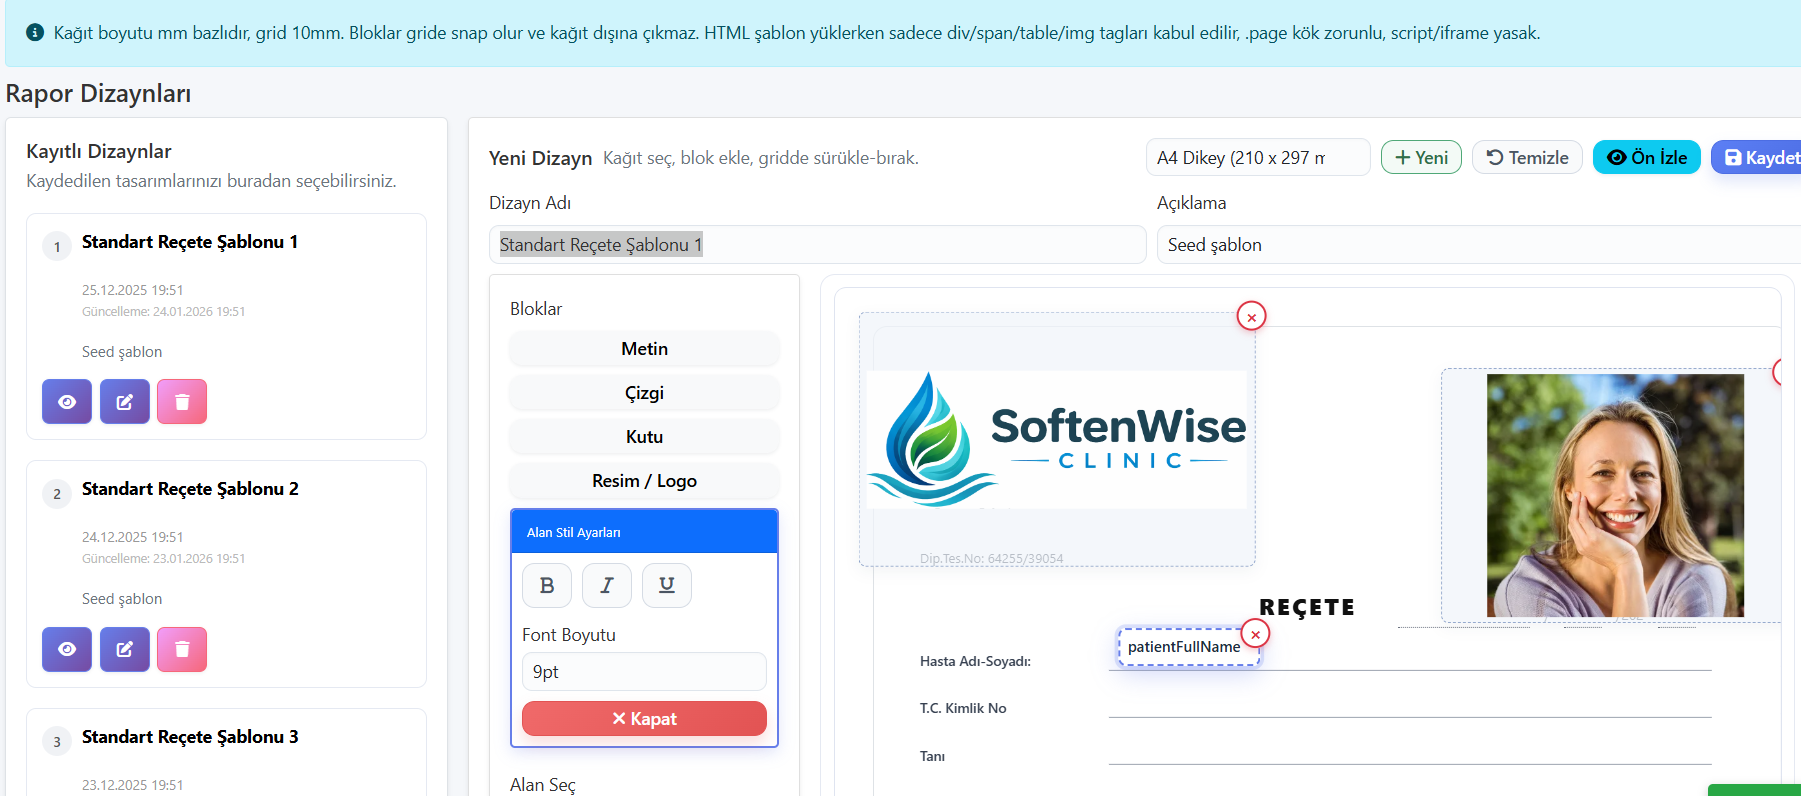 Kağıt boyutu mm bazlıdır, grid 10mm. Bloklar gride snap olur ve kağıt dışına çıkmaz. HTML şablon yüklerken sadece div/span/table/img tagları kabul edilir, .page kök zorunlu, script/iframe yasak.
Rapor Dizaynları
Kayıtlı Dizaynlar
Kaydedilen tasarımlarınızı buradan seçebilirsiniz.
1
Standart Reçete Şablonu 1
25.12.2025 19:51
Güncelleme: 24.01.2026 19:51
Seed şablon
2
Standart Reçete Şablonu 2
24.12.2025 19:51
Güncelleme: 23.01.2026 19:51
Seed şablon
3
Standart Reçete Şablonu 3
23.12.2025 19:51
Yeni Dizayn Kağıt seç, blok ekle, gridde sürükle-bırak.
A4 Dikey (210 x 297 m
Yeni
Temizle
Ön İzle
Kaydet
Dizayn Adı
Standart Reçete Şablonu 1
Açıklama
Seed şablon
Bloklar
Metin
Çizgi
Kutu
Resim / Logo
Alan Stil Ayarları
B I U
Font Boyutu
9pt
Kapat
Alan Seç
SoftenWise
CLINIC
Dip.Tes.No: 64255/39054
REÇETE
patientFullName
Hasta Adı-Soyadı:
T.C. Kimlik No
Tanı